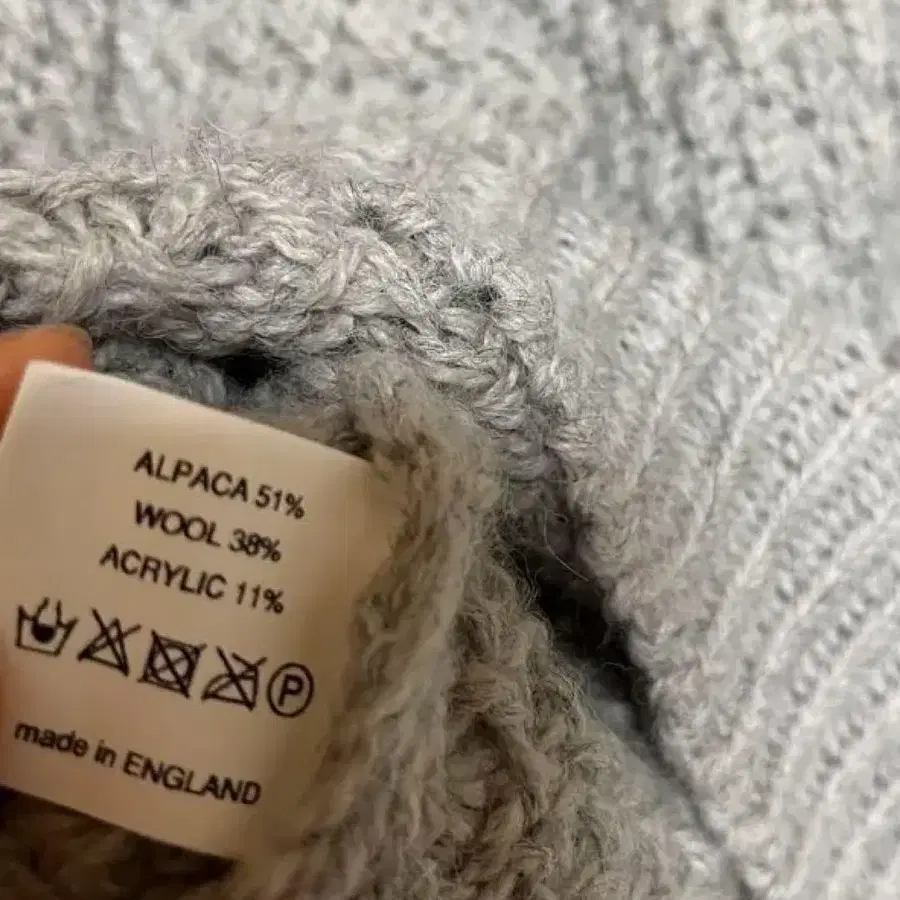 ALPACA 51%
WOOL 38%
ACRYLIC 11%
P
made in ENGLAND